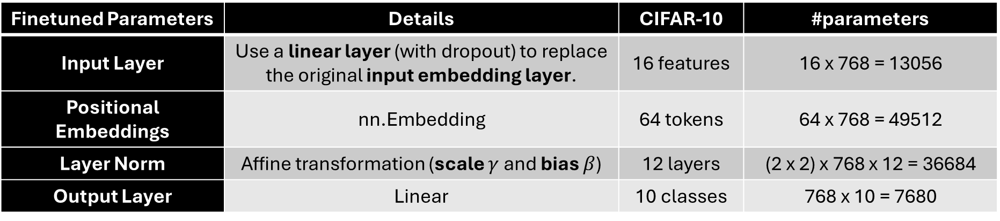 Finetuned Parameters Details CIFAR-10 #parameters
Input Layer
Use a linear layer (with dropout) to replace
the original input embedding layer.
16 features
16 x 768 = 13056
Positional
Embeddings
nn.Embedding
64 tokens
64 x 768 = 49512
Layer Norm
Affine transformation (scale γ and bias β)
12 layers
(2 x 2) x 768 x 12 = 36684
Output Layer
Linear
10 classes
768 x 10 = 7680